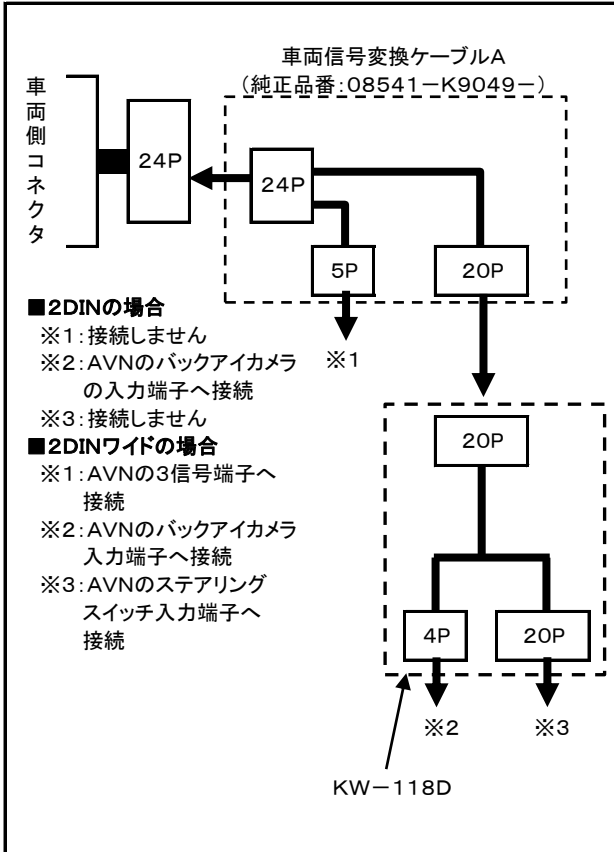 車両信号変換ケーブルA
(純正品番:08541－K9049－)
車両側コネクタ
24P
24P
5P
20P
※1
■2DINの場合
※1:接続しません
※2:AVNのバックアイカメラ
の入力端子へ接続
※3:接続しません
■2DINワイドの場合
※1:AVNの3信号端子へ
接続
※2:AVNのバックアイカメラ
入力端子へ接続
※3:AVNのステアリング
スイッチ入力端子へ
接続
20P
4P
20P
※2
※3
KW－118D